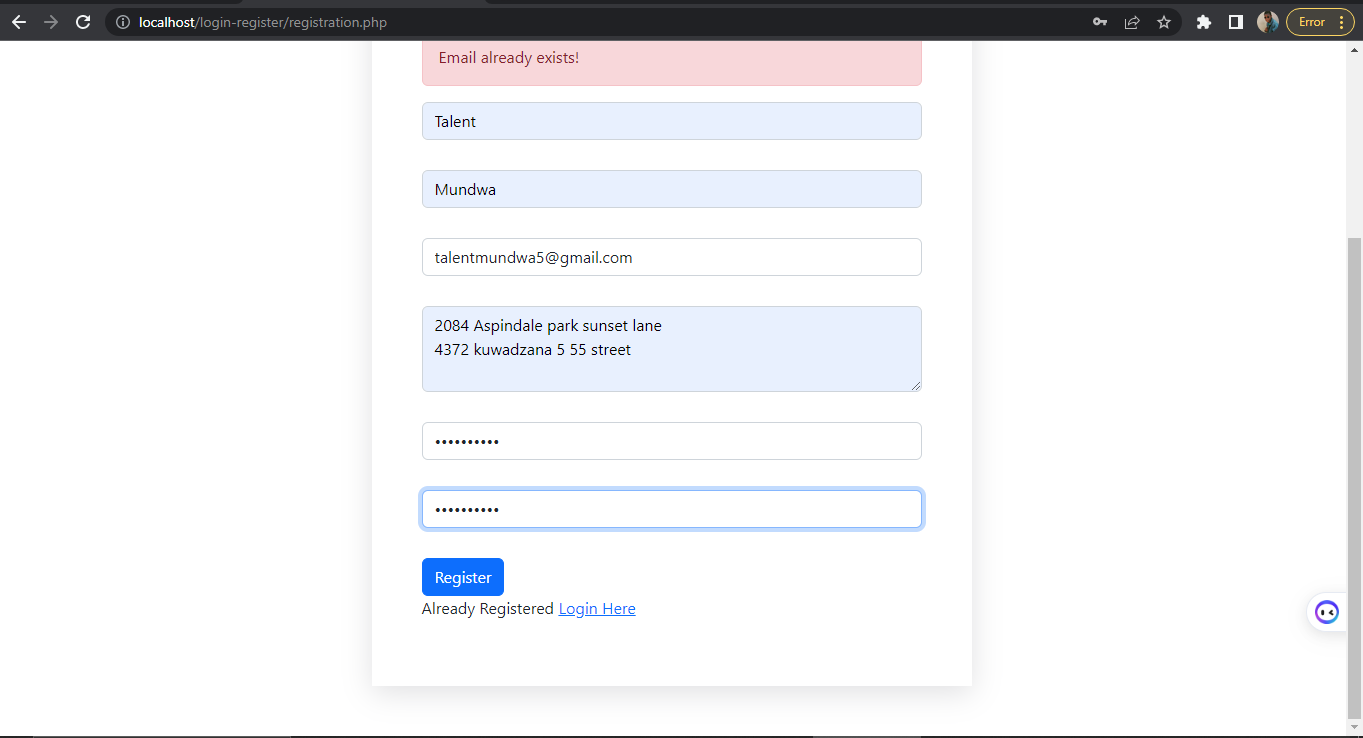 localhost/login-register/registration.php
Error
Email already exists!
Talent
Mundwa
talentmundwa5@gmail.com
2084 Aspindale park sunset lane
4372 kuwadzana 5 55 street
••••••••••
••••••••••
Register
Already Registered Login Here